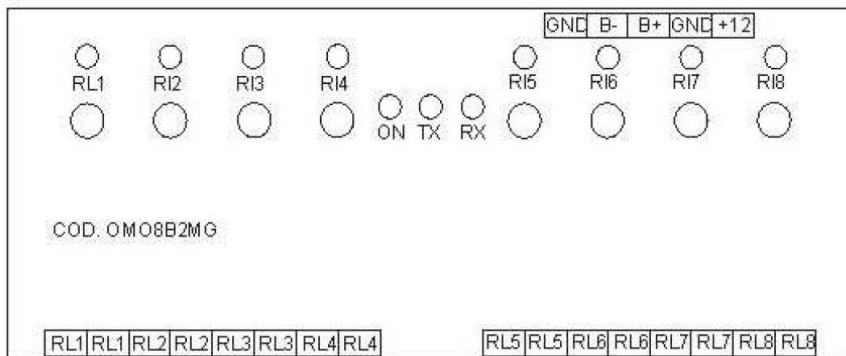 GND B- B+ GND +12
RL1 RI2 RI3 RI4 RI5 RI6 RI7 RI8
ON TX RX
COD. OMO8B2MG
RL1 RL1 RL2 RL2 RL3 RL3 RL4 RL4 RL5 RL5 RL6 RL6 RL7 RL7 RL8 RL8